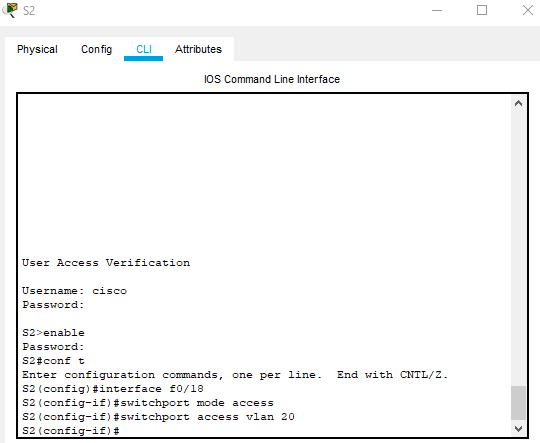 S2
Physical Config CLI Attributes
IOS Command Line Interface
User Access Verification
Username: cisco
Password:
S2>enable
Password:
S2#conf t
Enter configuration commands, one per line.  End with CNTL/Z.
S2(config)#interface f0/18
S2(config-if)#switchport mode access
S2(config-if)#switchport access vlan 20
S2(config-if)#